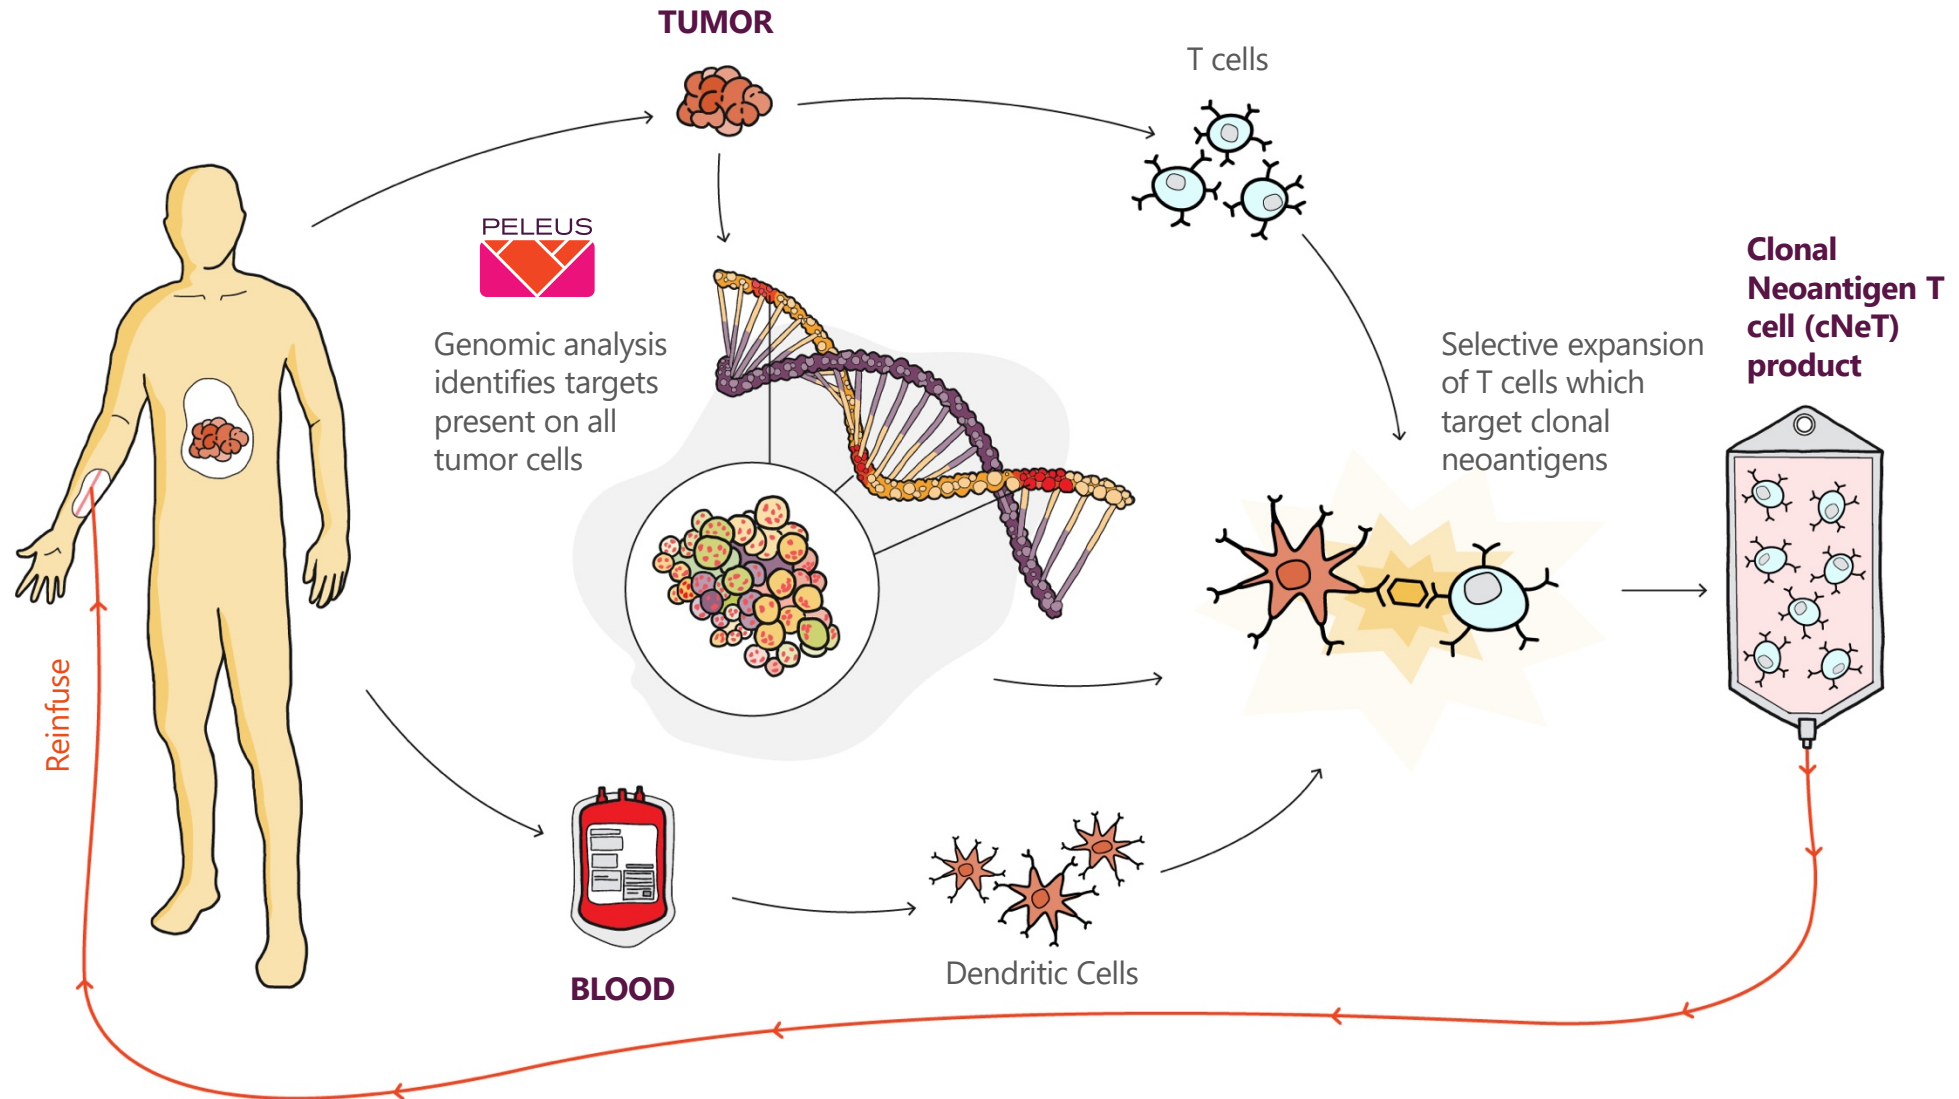 TUMOR
T cells
PELEUS
Genomic analysis
identifies targets
present on all
tumor cells
Selective expansion
of T cells which
target clonal
neoantigens
Clonal
Neoantigen T
cell (cNeT)
product
Reinfuse
BLOOD
Dendritic Cells